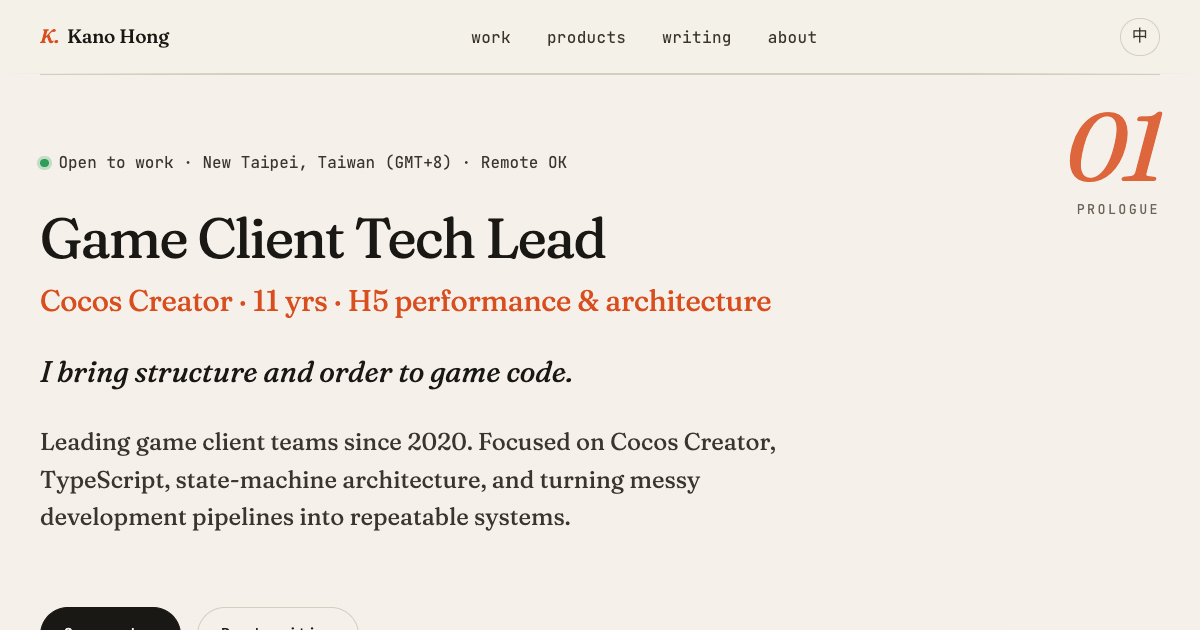 K. Kano Hong
work products writing about
中
01
PROLOGUE
Open to work · New Taipei, Taiwan (GMT+8) · Remote OK
Game Client Tech Lead
Cocos Creator · 11 yrs · H5 performance & architecture
I bring structure and order to game code.
Leading game client teams since 2020. Focused on Cocos Creator,
TypeScript, state-machine architecture, and turning messy
development pipelines into repeatable systems.